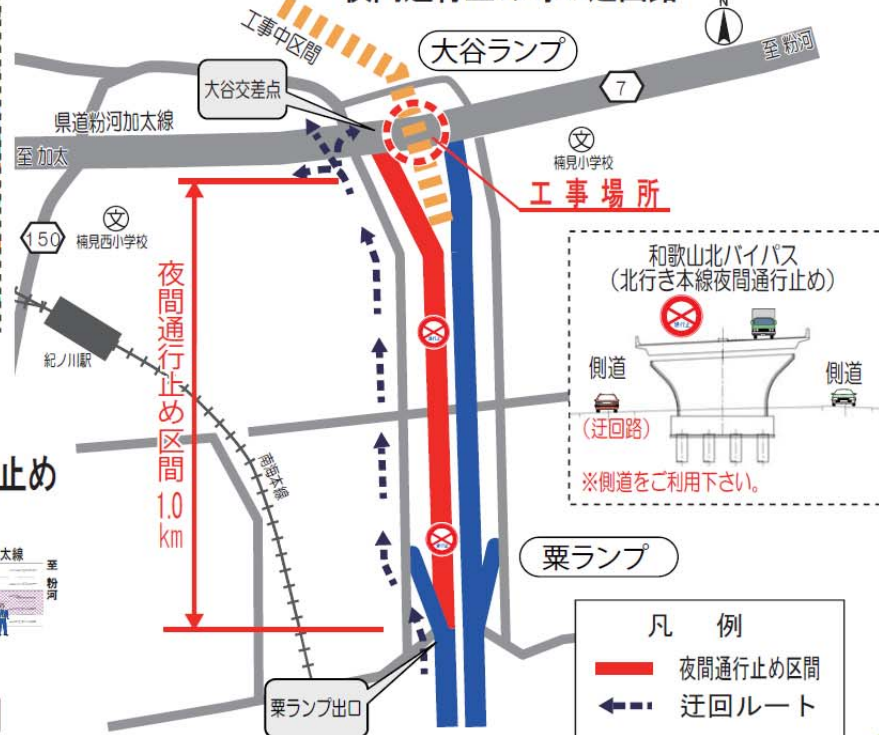 N
工事中区間
大谷ランプ
至 粉河
7
大谷交差点
県道粉河加太線
至 加太
文
楠見小学校
工事場所
150
文
楠見西小学校
夜間通行止め区間
1.0
km
紀ノ川駅
南海本線
和歌山北バイパス
(北行き本線夜間通行止め)
側道
側道
(迂回路)
※側道をご利用下さい。
止め
太線
至 粉河
粟ランプ
粟ランプ出口
凡 例
夜間通行止め区間
迂回ルート